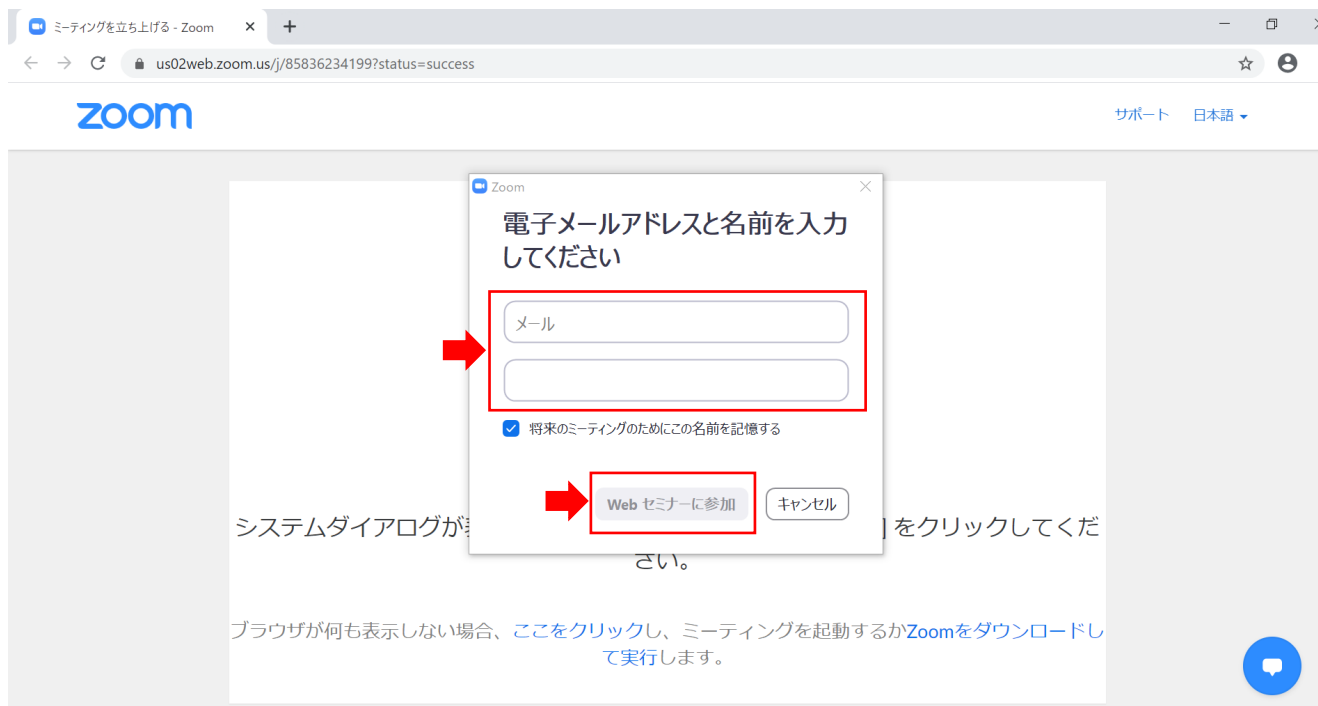 ミーティングを立ち上げる - Zoom
us02web.zoom.us/j/85836234199?status=success
zoom
サポート 日本語
Zoom
電子メールアドレスと名前を入力
してください
メール
将来のミーティングのためにこの名前を記憶する
Web セミナーに参加 キャンセル
システムダイアログが ] をクリックしてくだ
さい。
ブラウザが何も表示しない場合、ここをクリックし、ミーティングを起動するかZoomをダウンロードし
て実行します。